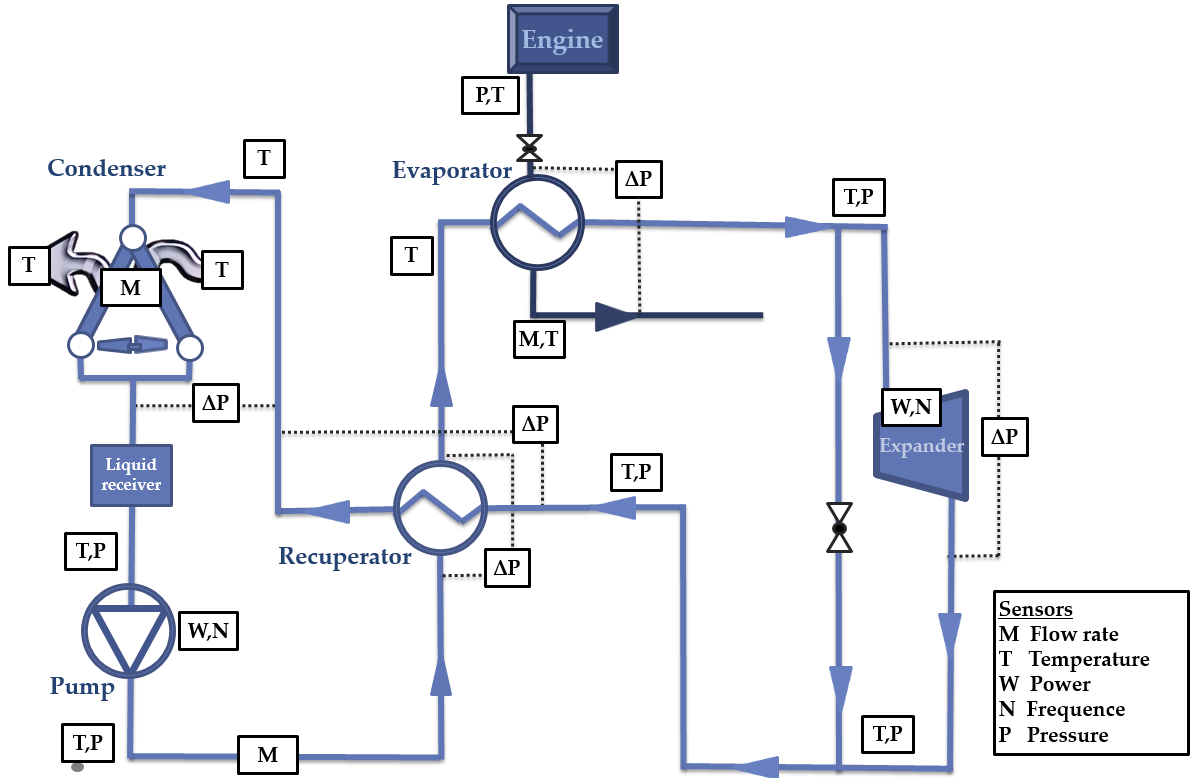 Engine
P,T
T
Condenser
Evaporator
ΔP
T,P
T
T
T
M
M,T
ΔP
W,N
ΔP
ΔP
Expander
Liquid
receiver
T,P
T,P
Recuperator
ΔP
W,N
Pump
T,P
M
T,P
Sensors
M Flow rate
T Temperature
W Power
N Frequence
P Pressure